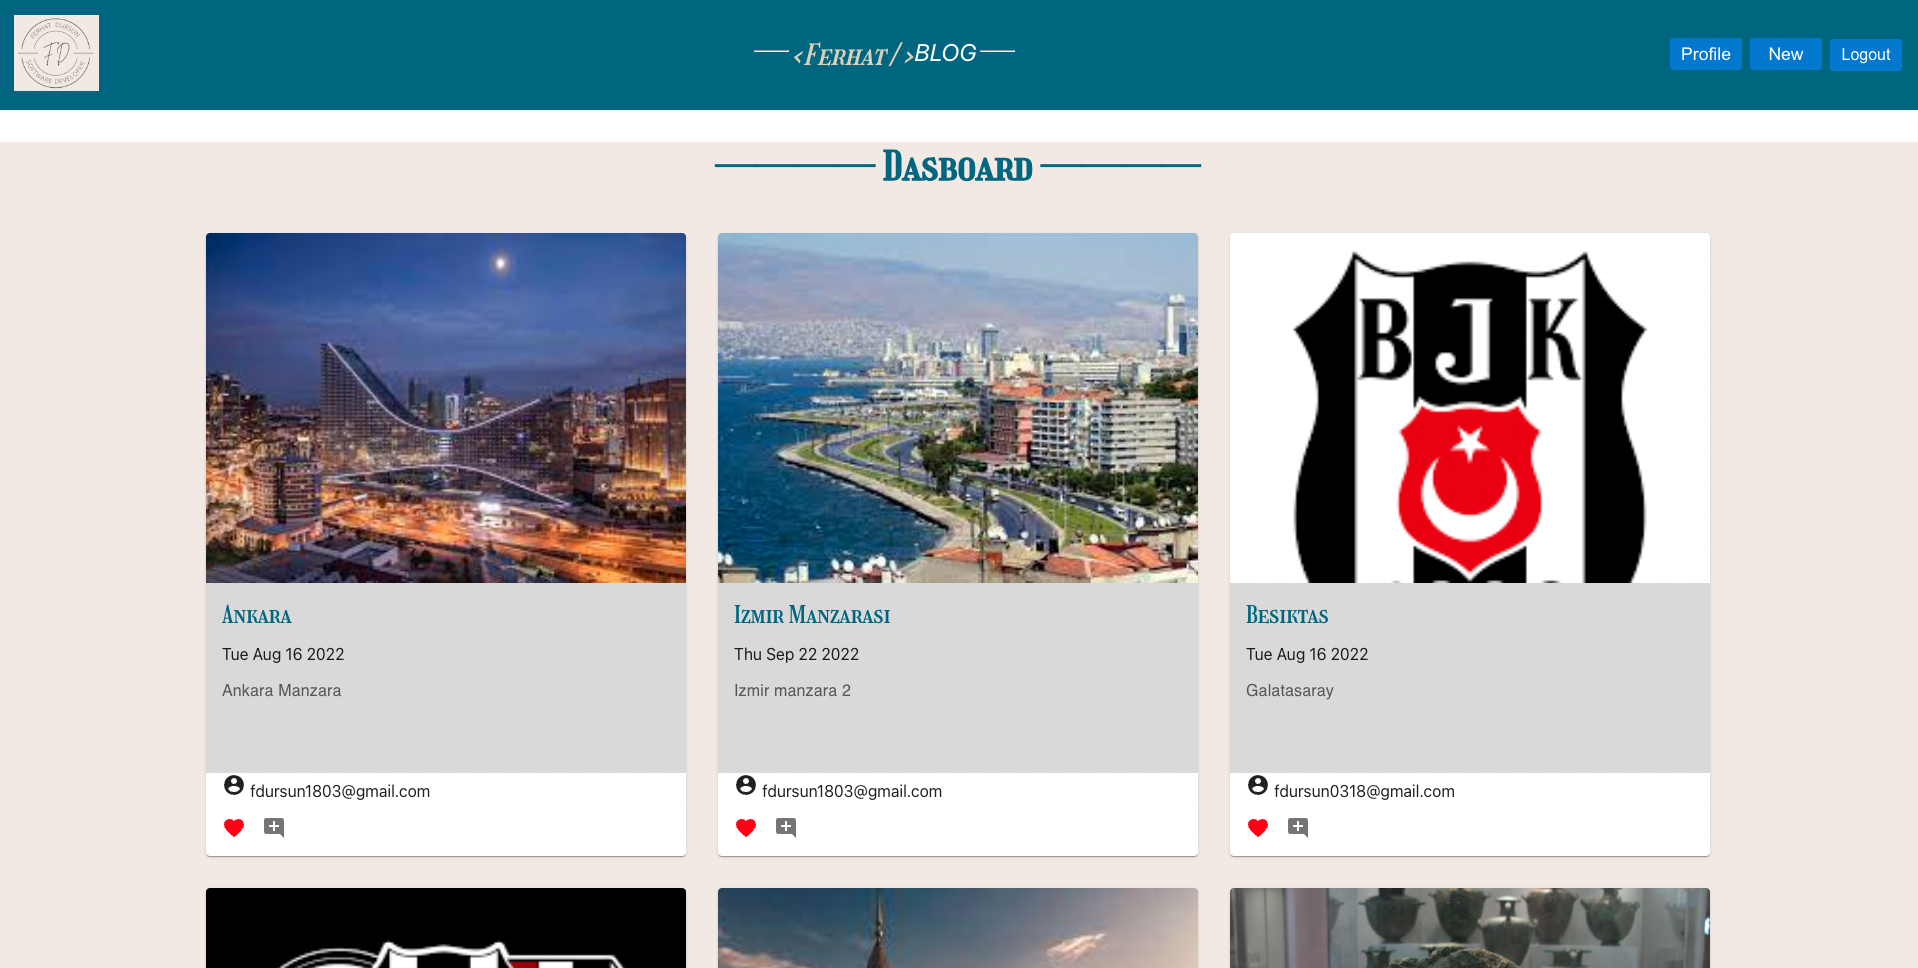 FERHAT DURSUN
FD
SOFTWARE DEVELOPER
<Ferhat/>BLOG
Profile
New
Logout
Dasboard
BJK
Ankara
Tue Aug 16 2022
Ankara Manzara
fdursun1803@gmail.com
Izmir Manzarasi
Thu Sep 22 2022
Izmir manzara 2
fdursun1803@gmail.com
Besiktas
Tue Aug 16 2022
Galatasaray
fdursun0318@gmail.com